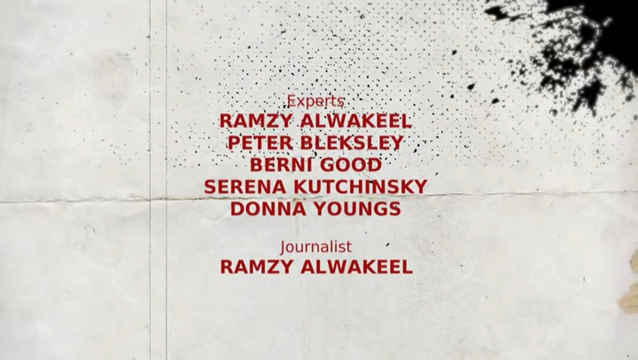 Experts
RAMZY ALWAKEEL
PETER BLEKSLEY
BERNI GOOD
SERENA KUTCHINSKY
DONNA YOUNGS
Journalist
RAMZY ALWAKEEL